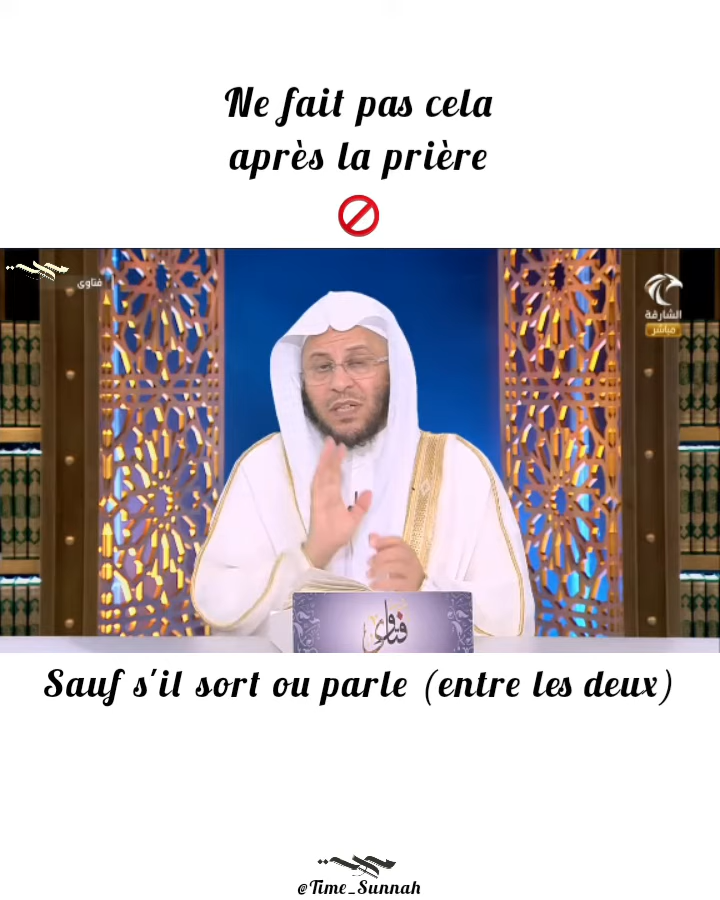 Ne fait pas cela
après la prière
فتاوى
الشارقة
مباشر
فتاوى
Sauf s'il sort ou parle (entre les deux)
@Time_Sunnah